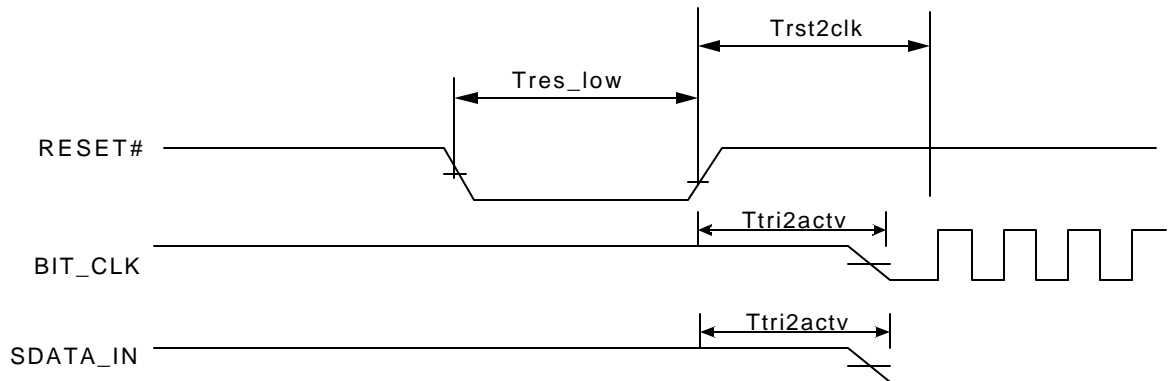 Trst2clk
Tres_low
RESET#
Ttri2actv
BIT_CLK
Ttri2actv
SDATA_IN